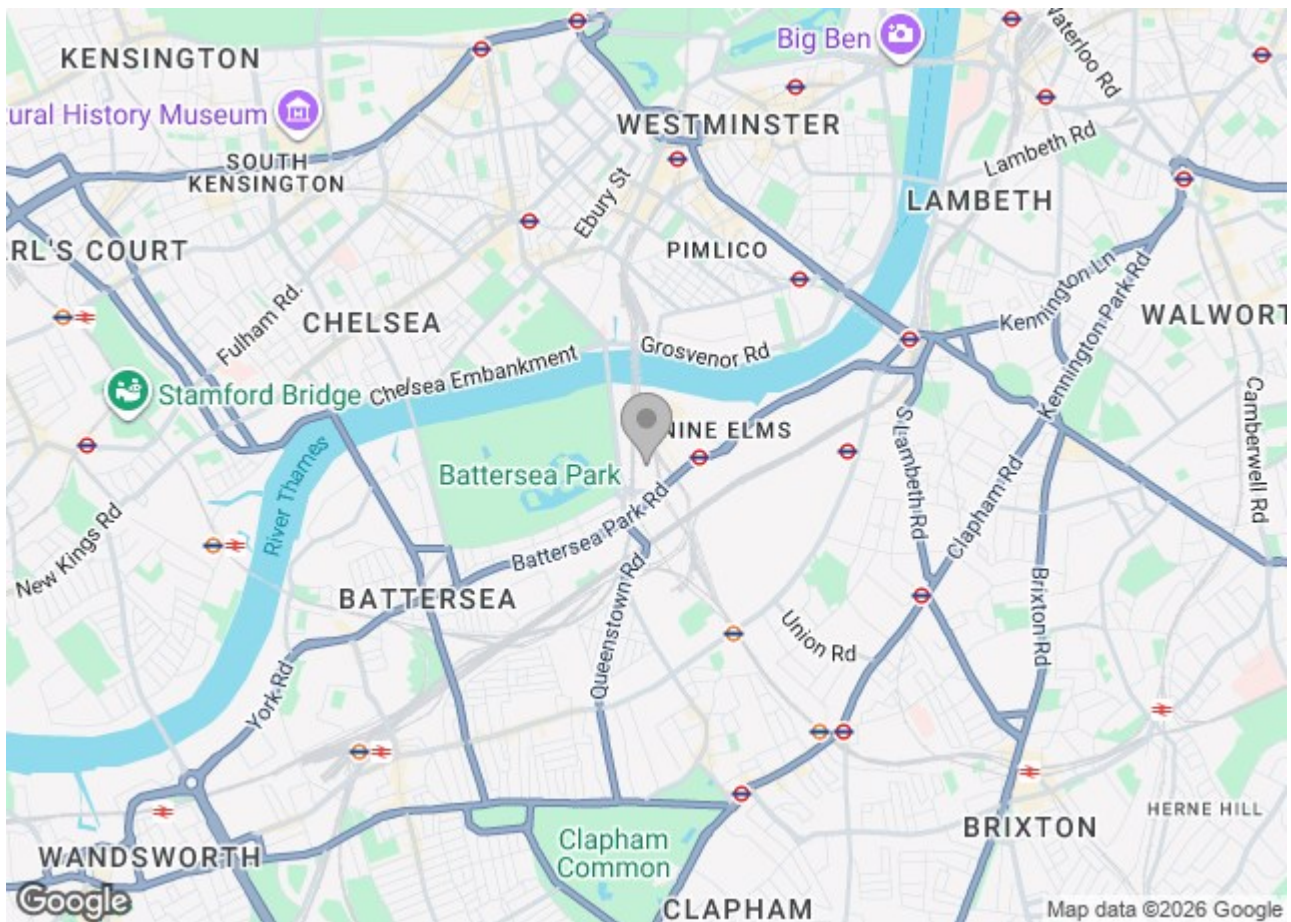 KENSINGTON
Big Ben
Waterloo Rd
ural History Museum
WESTMINSTER
SOUTH
KENSINGTON
Lambeth Rd
Ebury St
LAMBETH
RL'S COURT
PIMLICO
Kennington Ln
Kennington Park Rd
Fulham Rd.
CHELSEA
WALWORT
Grosvenor Rd
Chelsea Embankment
Stamford Bridge
Camberwell Rd
NINE ELMS
S Lambeth Rd
Battersea Park
River Thames
Clapham Rd
New Kings Rd
Battersea Park Rd
BATTERSEA
Brixton Rd
Queenstown Rd
Union Rd
York Rd
HERNE HILL
BRIXTON
Clapham
Common
WANDSWORTH
CLAPHAM
Google
Map data ©2026 Google